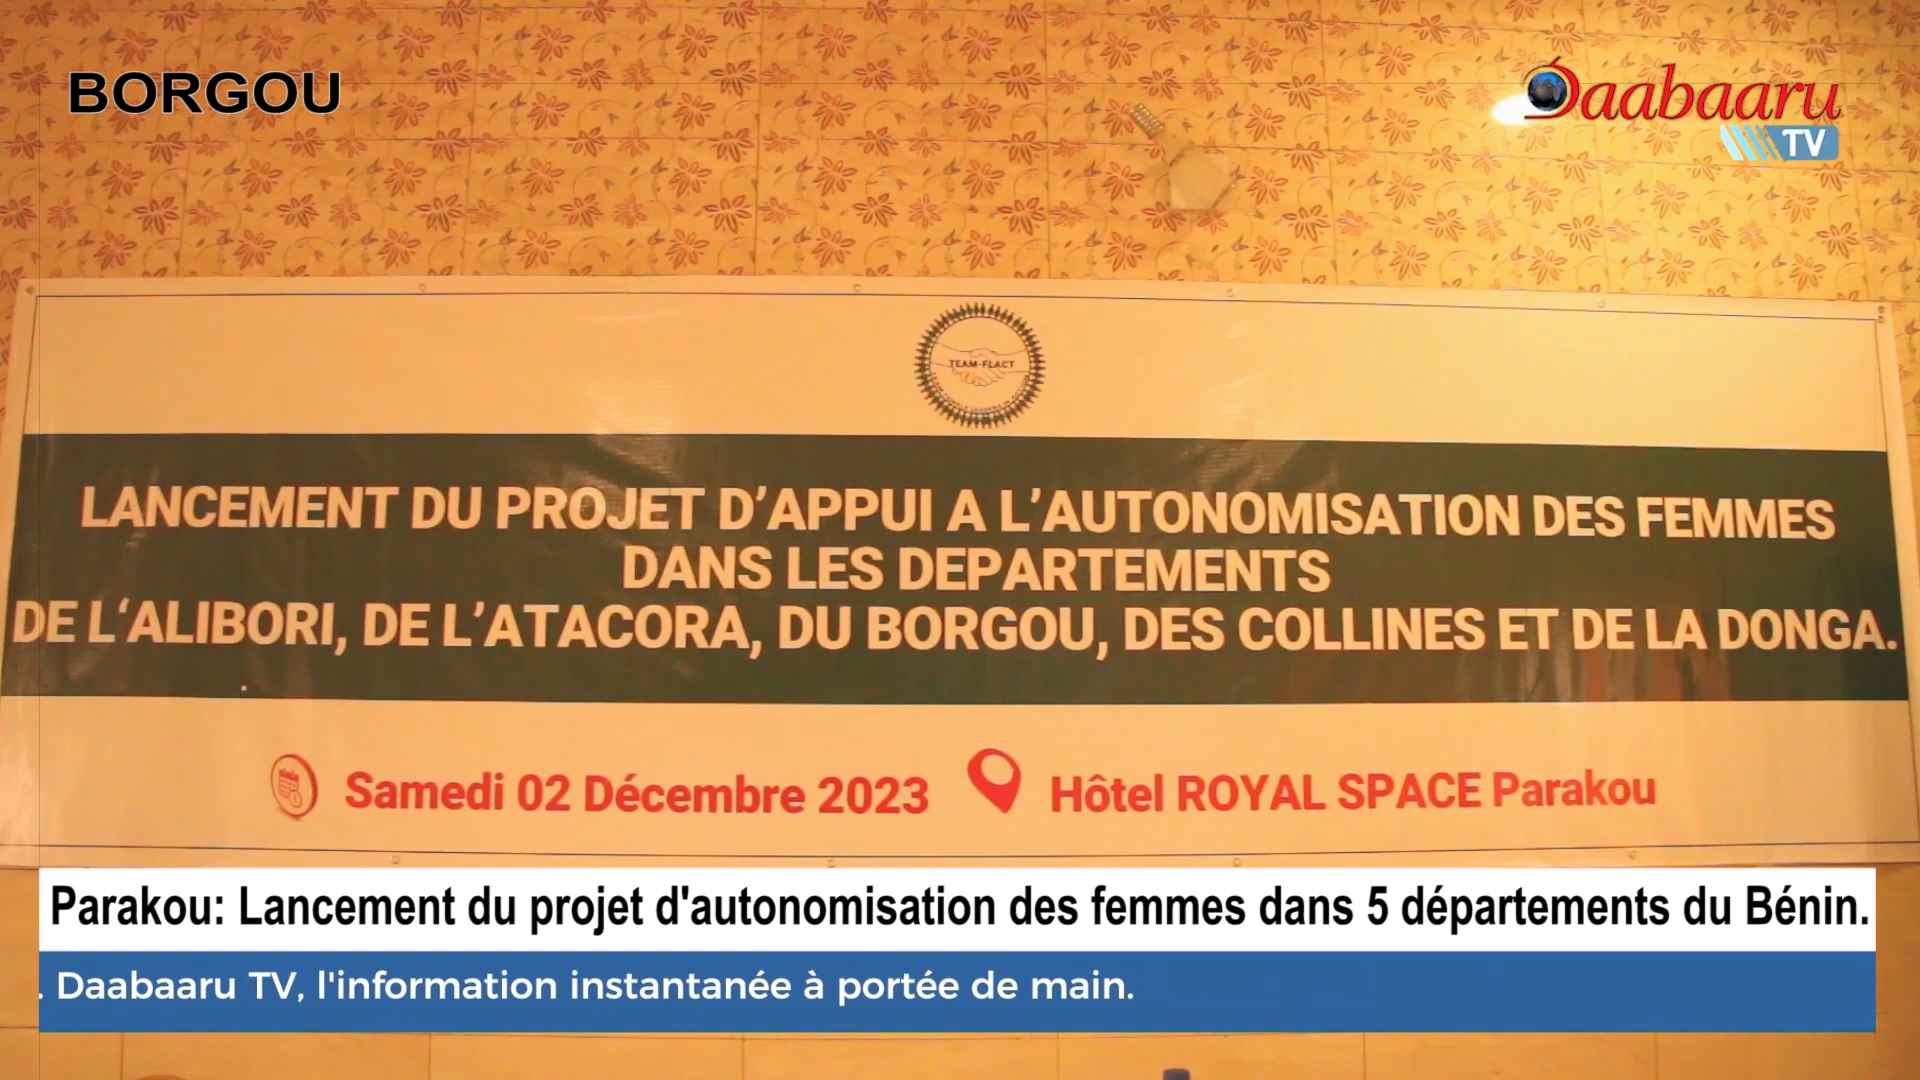 BORGOU
Daabaaru
TV
TEAM-FLACT
LANCEMENT DU PROJET D’APPUI A L’AUTONOMISATION DES FEMMES
DANS LES DEPARTEMENTS
DE L‘ALIBORI, DE L’ATACORA, DU BORGOU, DES COLLINES ET DE LA DONGA.
Samedi 02 Décembre 2023
Hôtel ROYAL SPACE Parakou
Parakou: Lancement du projet d'autonomisation des femmes dans 5 départements du Bénin.
. Daabaaru TV, l'information instantanée à portée de main.